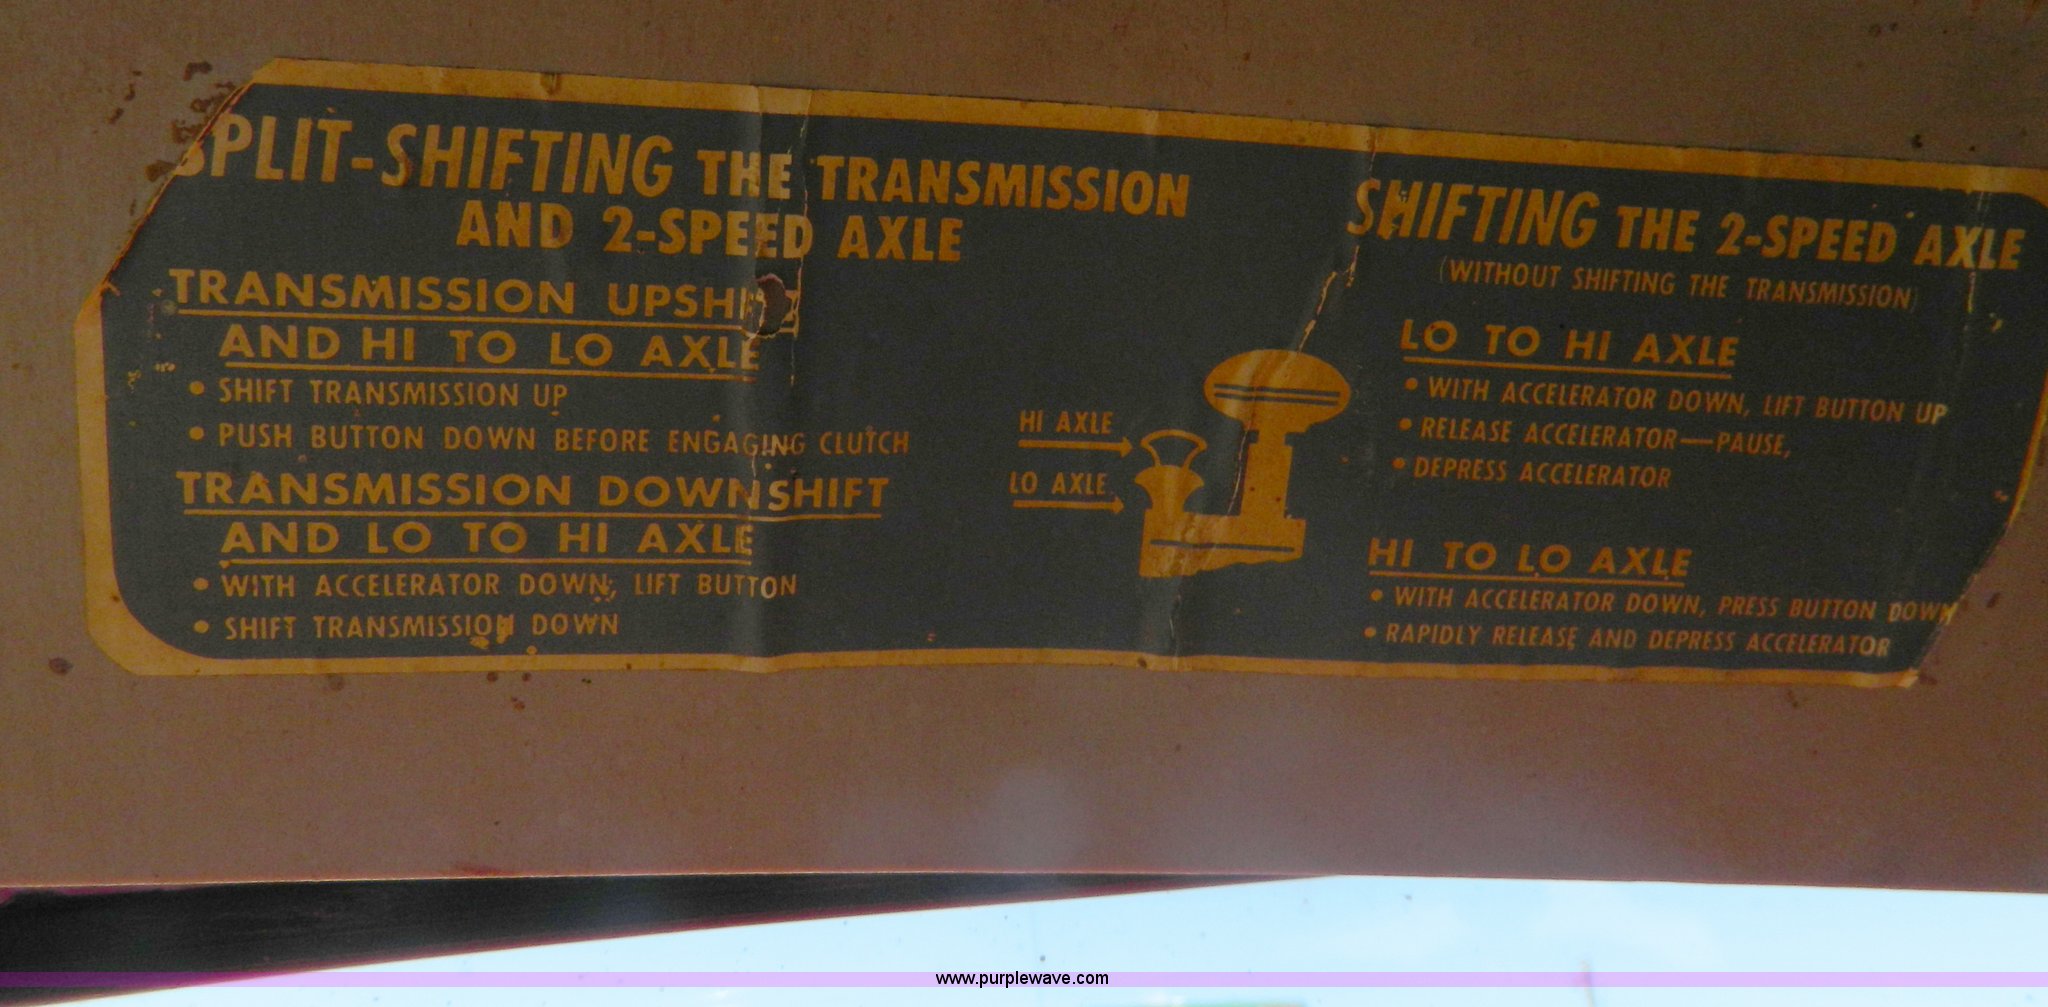 SPLIT-SHIFTING THE TRANSMISSION
AND 2-SPEED AXLE
TRANSMISSION UPSHIFT
AND HI TO LO AXLE
• SHIFT TRANSMISSION UP
• PUSH BUTTON DOWN BEFORE ENGAGING CLUTCH
TRANSMISSION DOWNSHIFT
AND LO TO HI AXLE
• WITH ACCELERATOR DOWN, LIFT BUTTON
• SHIFT TRANSMISSION DOWN
HI AXLE
LO AXLE
SHIFTING THE 2-SPEED AXLE
(WITHOUT SHIFTING THE TRANSMISSION)
LO TO HI AXLE
• WITH ACCELERATOR DOWN, LIFT BUTTON UP
• RELEASE ACCELERATOR—PAUSE,
• DEPRESS ACCELERATOR
HI TO LO AXLE
• WITH ACCELERATOR DOWN, PRESS BUTTON DOWN
• RAPIDLY RELEASE AND DEPRESS ACCELERATOR
www.purplewave.com